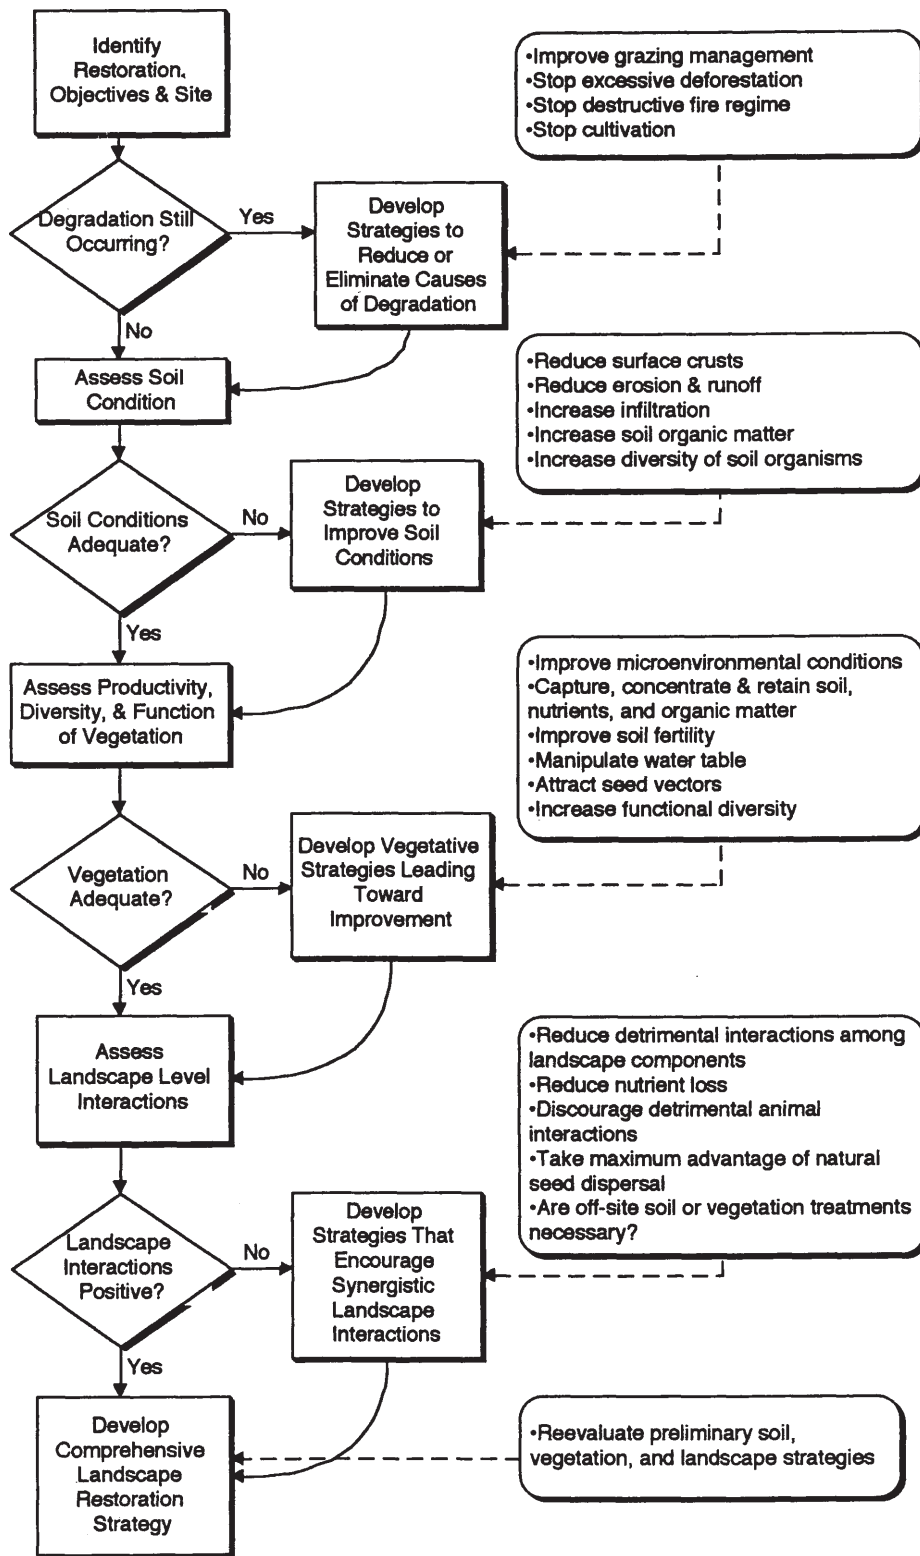 Identify
Restoration,
Objectives & Site
•Improve grazing management
•Stop excessive deforestation
•Stop destructive fire regime
•Stop cultivation
Degradation Still
Occurring?
Yes
Develop
Strategies to
Reduce or
Eliminate Causes
of Degradation
No
Assess Soil
Condition
•Reduce surface crusts
•Reduce erosion & runoff
•Increase infiltration
•Increase soil organic matter
•Increase diversity of soil organisms
Soil Conditions
Adequate?
No
Develop
Strategies to
Improve Soil
Conditions
Yes
Assess Productivity,
Diversity, & Function
of Vegetation
•Improve microenvironmental conditions
•Capture, concentrate & retain soil,
nutrients, and organic matter
•Improve soil fertility
•Manipulate water table
•Attract seed vectors
•Increase functional diversity
Vegetation
Adequate?
No
Develop Vegetative
Strategies Leading
Toward
Improvement
Yes
Assess
Landscape Level
Interactions
•Reduce detrimental interactions among
landscape components
•Reduce nutrient loss
•Discourage detrimental animal
interactions
•Take maximum advantage of natural
seed dispersal
•Are off-site soil or vegetation treatments
necessary?
Landscape
Interactions
Positive?
No
Develop
Strategies That
Encourage
Synergistic
Landscape
Interactions
Yes
Develop
Comprehensive
Landscape
Restoration
Strategy
•Reevaluate preliminary soil,
vegetation, and landscape strategies